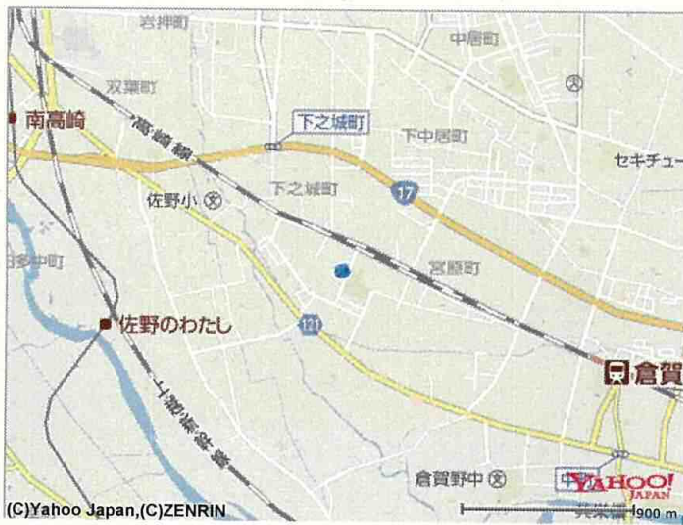 岩押町
中居町
双葉町
南高崎
高崎線
下之城町
下中居町
セキチュー
佐野小
下之城町
17
多中町
宮原町
佐野のわたし
121
倉賀
上越新幹線
倉賀野中
YAHOO!
JAPAN
(C)Yahoo Japan,(C)ZENRIN
900 m